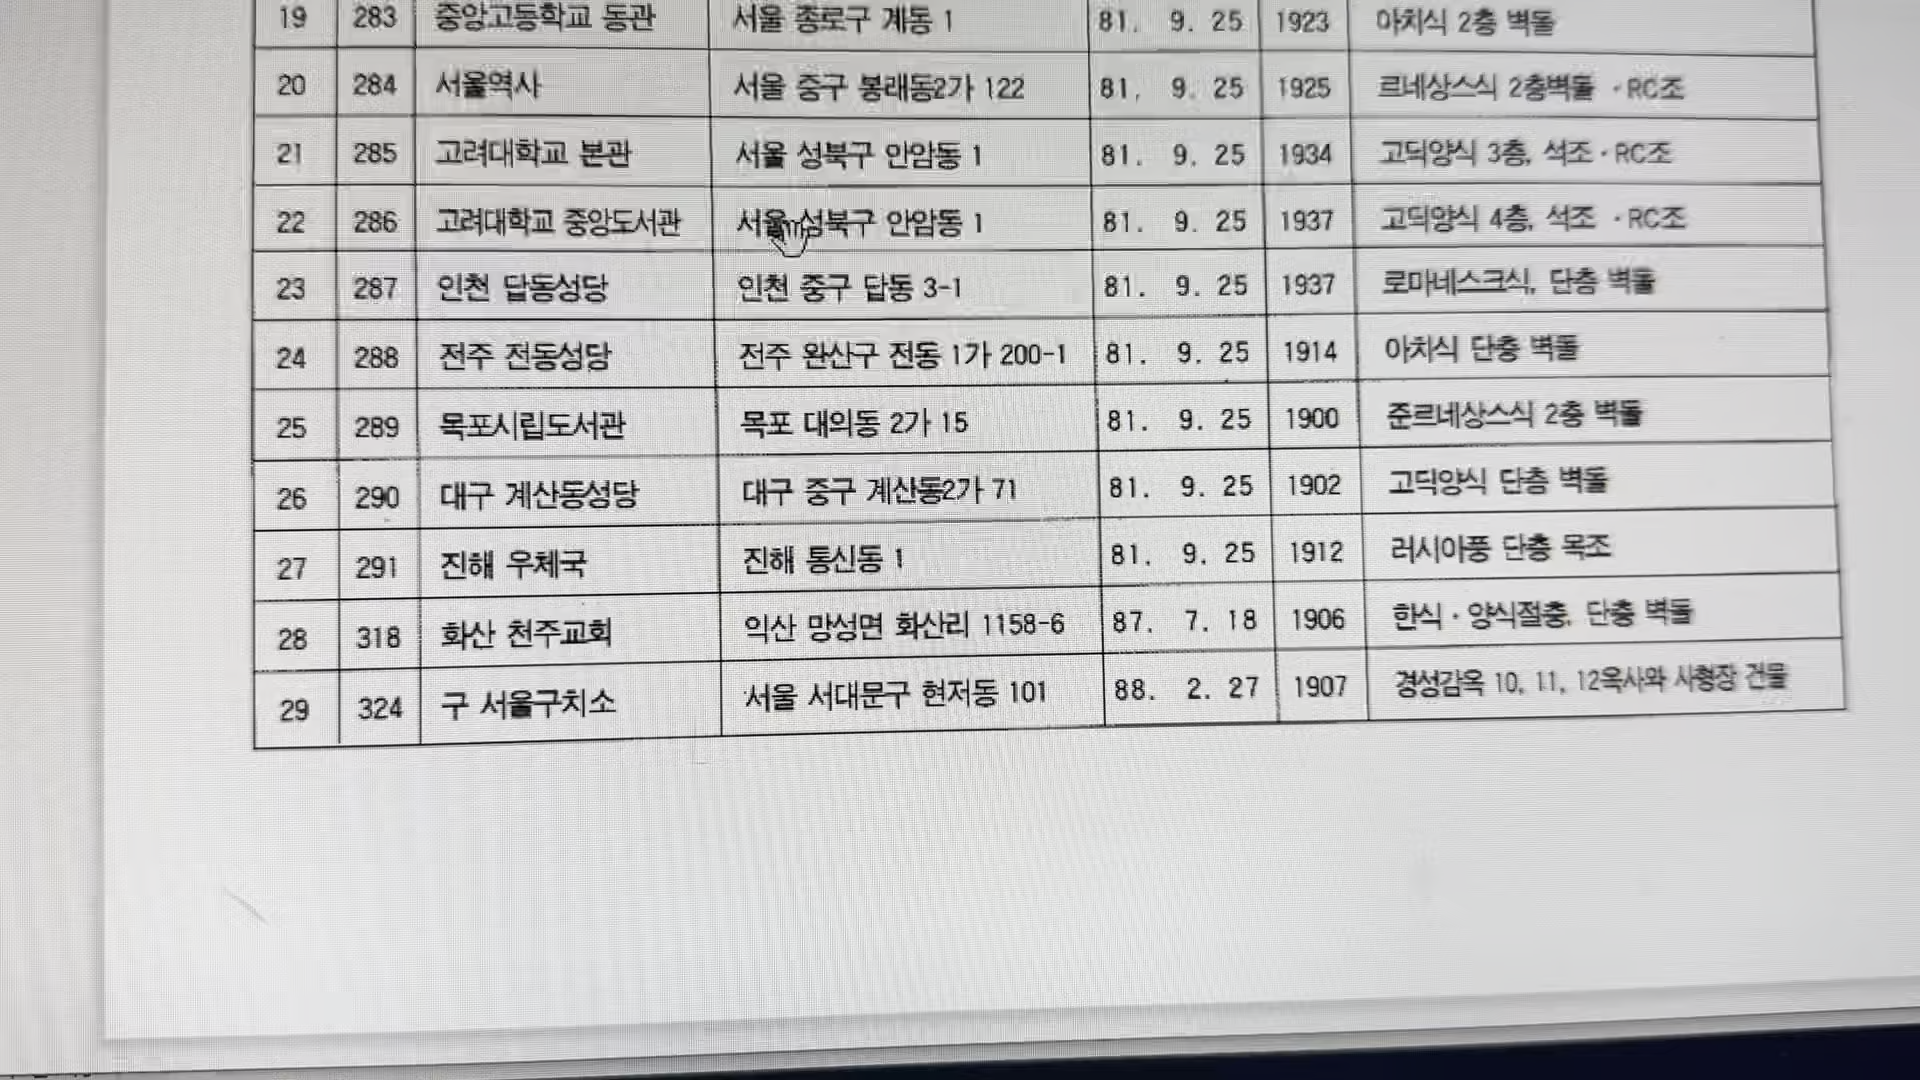 19 283 중앙고등학교 동관 서울 종로구 계동 1 81. 9. 25 1923 아치식 2층 벽돌
20 284 서울역사 서울 중구 봉래동2가 122 81. 9. 25 1925 르네상스식 2층벽돌 · RC조
21 285 고려대학교 본관 서울 성북구 안암동 1 81. 9. 25 1934 고딕양식 3층, 석조 · RC조
22 286 고려대학교 중앙도서관 서울 성북구 안암동 1 81. 9. 25 1937 고딕양식 4층, 석조 · RC조
23 287 인천 답동성당 인천 중구 답동 3-1 81. 9. 25 1937 로마네스크식, 단층 벽돌
24 288 전주 전동성당 전주 완산구 전동 1가 200-1 81. 9. 25 1914 아치식 단층 벽돌
25 289 목포시립도서관 목포 대의동 2가 15 81. 9. 25 1900 준르네상스식 2층 벽돌
26 290 대구 계산동성당 대구 중구 계산동2가 71 81. 9. 25 1902 고딕양식 단층 벽돌
27 291 진해 우체국 진해 통신동 1 81. 9. 25 1912 러시아풍 단층 목조
28 318 화산 천주교회 익산 망성면 화산리 1158-6 87. 7. 18 1906 한식 · 양식절충, 단층 벽돌
29 324 구 서울구치소 서울 서대문구 현저동 101 88. 2. 27 1907 경성감옥 10, 11, 12옥사와 사형장 건물